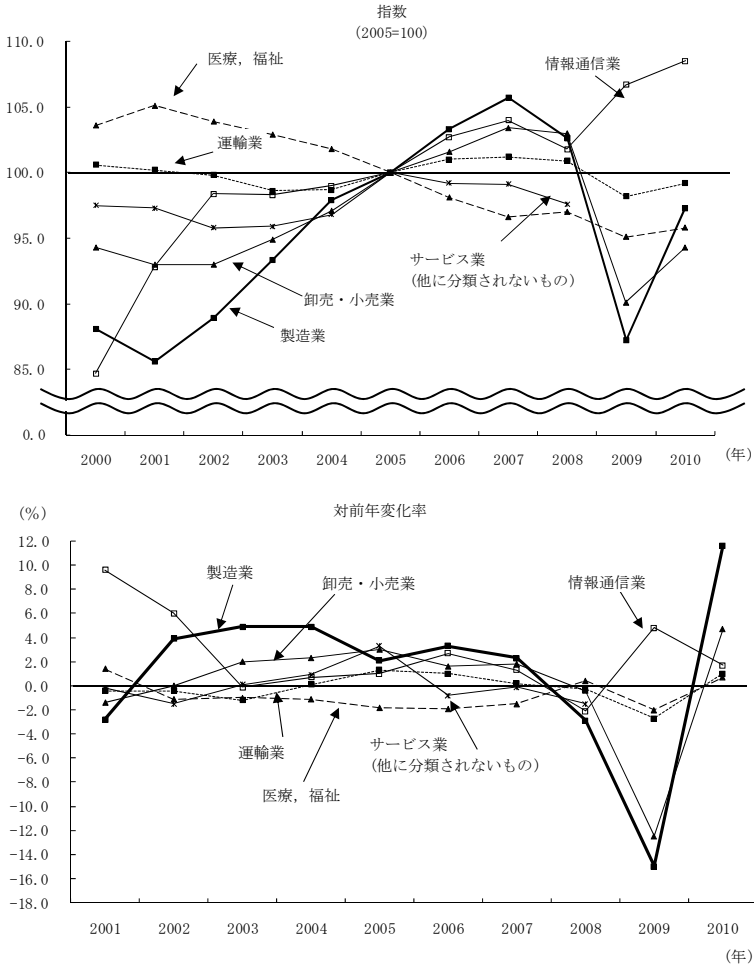 指数
(2005=100)
110.0
105.0
100.0
95.0
90.0
85.0
0.0
医療，福祉
運輸業
情報通信業
サービス業
(他に分類されないもの)
卸売・小売業
製造業
2000 2001 2002 2003 2004 2005 2006 2007 2008 2009 2010 (年)
(%)
対前年変化率
12.0
10.0
8.0
6.0
4.0
2.0
0.0
-2.0
-4.0
-6.0
-8.0
-10.0
-12.0
-14.0
-16.0
-18.0
製造業
卸売・小売業
情報通信業
運輸業
サービス業
(他に分類されないもの)
医療，福祉
2001 2002 2003 2004 2005 2006 2007 2008 2009 2010
(年)